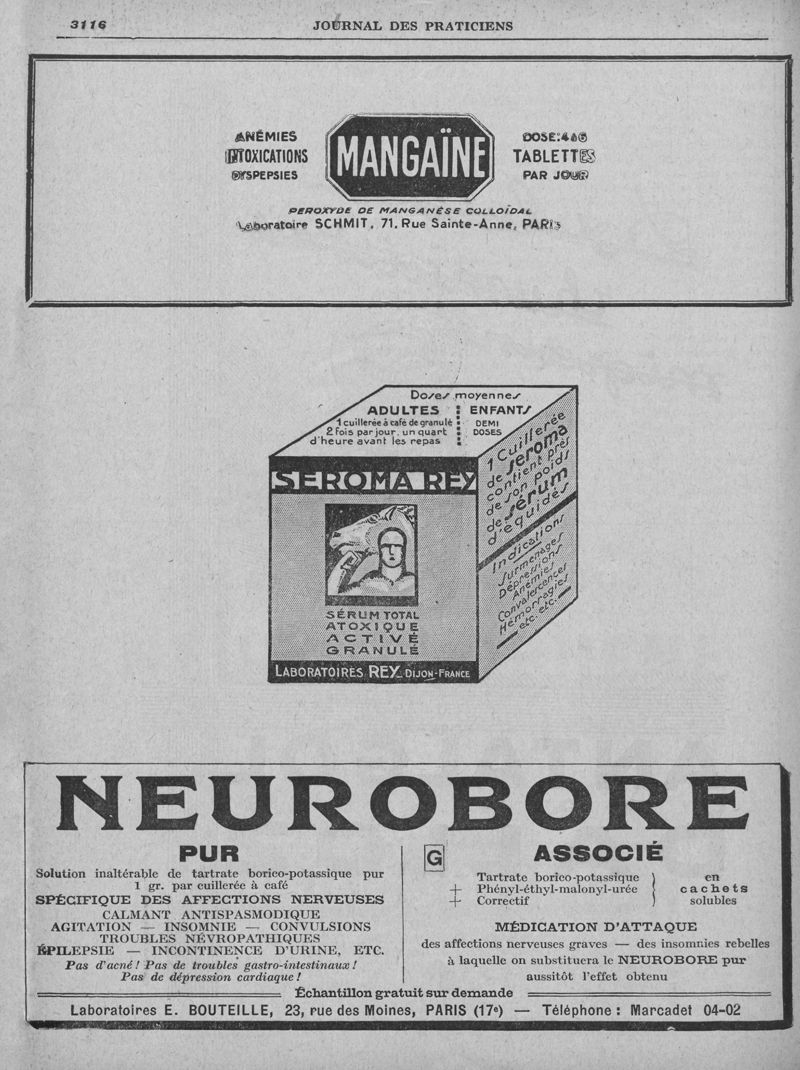 3116
JOURNAL DES PRATICIENS
ANÉMIES
INTOXICATIONS
DYSPEPSIES
MANGAÏNE
DOSE: 4 à 6
TABLETTES
PAR JOUR
PEROXYDE DE MANGANÈSE COLLOÏDAL
Laboratoire SCHMIT, 71, Rue Sainte-Anne, PARIS
Doses moyennes
ADULTES
1 cuillerée à café de granulé
2 fois par jour, un quart
d'heure avant les repas
ENFANTS
DEMI
DOSES
SEROMA REY
SÉRUM TOTAL
ATOXIQUE
ACTIVÉ
GRANULÉ
LABORATOIRES REY_ DIJON-FRANCE
1 Cuillerée
de seroma
contient près
de son poids
de sérum
d'équidés
Indications
Surmenages
Dépressions
Anémies
Convalescences
Hémorragies
etc. etc.
NEUROBORE
PUR
Solution inaltérable de tartrate borico-potassique pur
1 gr. par cuillerée à café
SPÉCIFIQUE DES AFFECTIONS NERVEUSES
CALMANT ANTISPASMODIQUE
AGITATION — INSOMNIE — CONVULSIONS
TROUBLES NÉVROPATHIQUES
ÉPILEPSIE — INCONTINENCE D'URINE, ETC.
Pas d'acné! Pas de troubles gastro-intestinaux!
Pas de dépression cardiaque!
G
ASSOCIÉ
Tartrate borico-potassique
+ Phényl-éthyl-malonyl-urée
+ Correctif
en
cachets
solubles
MÉDICATION D'ATTAQUE
des affections nerveuses graves — des insomnies rebelles
à laquelle on substituera le NEUROBORE pur
aussitôt l'effet obtenu
Échantillon gratuit sur demande
Laboratoires E. BOUTEILLE, 23, rue des Moines, PARIS (17e) — Téléphone: Marcadet 04-02